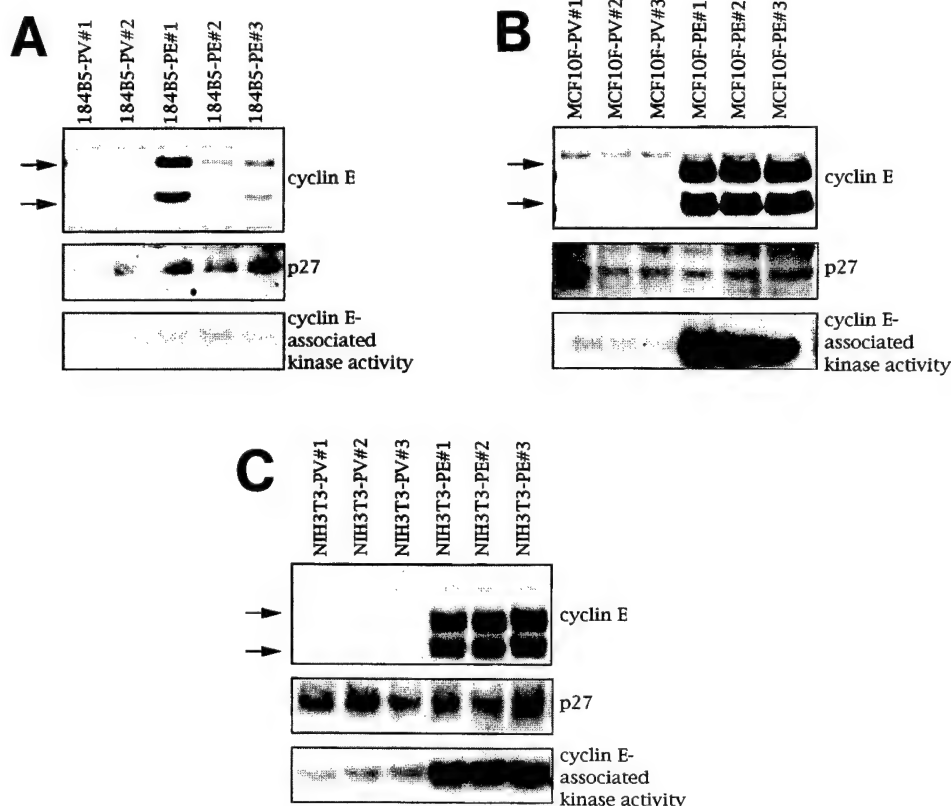 A
184B5-PV#1
184B5-PV#2
184B5-PE#1
184B5-PE#2
184B5-PE#3
cyclin E
p27
cyclin E-
associated
kinase activity
B
MCF10F-PV#1
MCF10F-PV#2
MCF10F-PV#3
MCF10F-PE#1
MCF10F-PE#2
MCF10F-PE#3
cyclin E
p27
cyclin E-
associated
kinase activity
C
NIH3T3-PV#1
NIH3T3-PV#2
NIH3T3-PV#3
NIH3T3-PE#1
NIH3T3-PE#2
NIH3T3-PE#3
cyclin E
p27
cyclin E-
associated
kinase activity